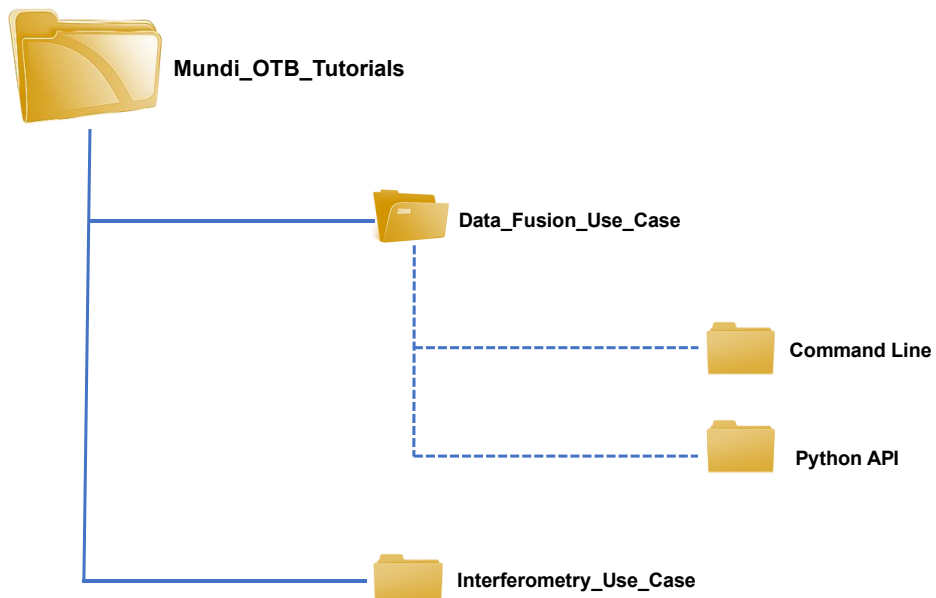 Mundi_OTB_Tutorials
Data_Fusion_Use_Case
Command Line
Python API
Interferometry_Use_Case